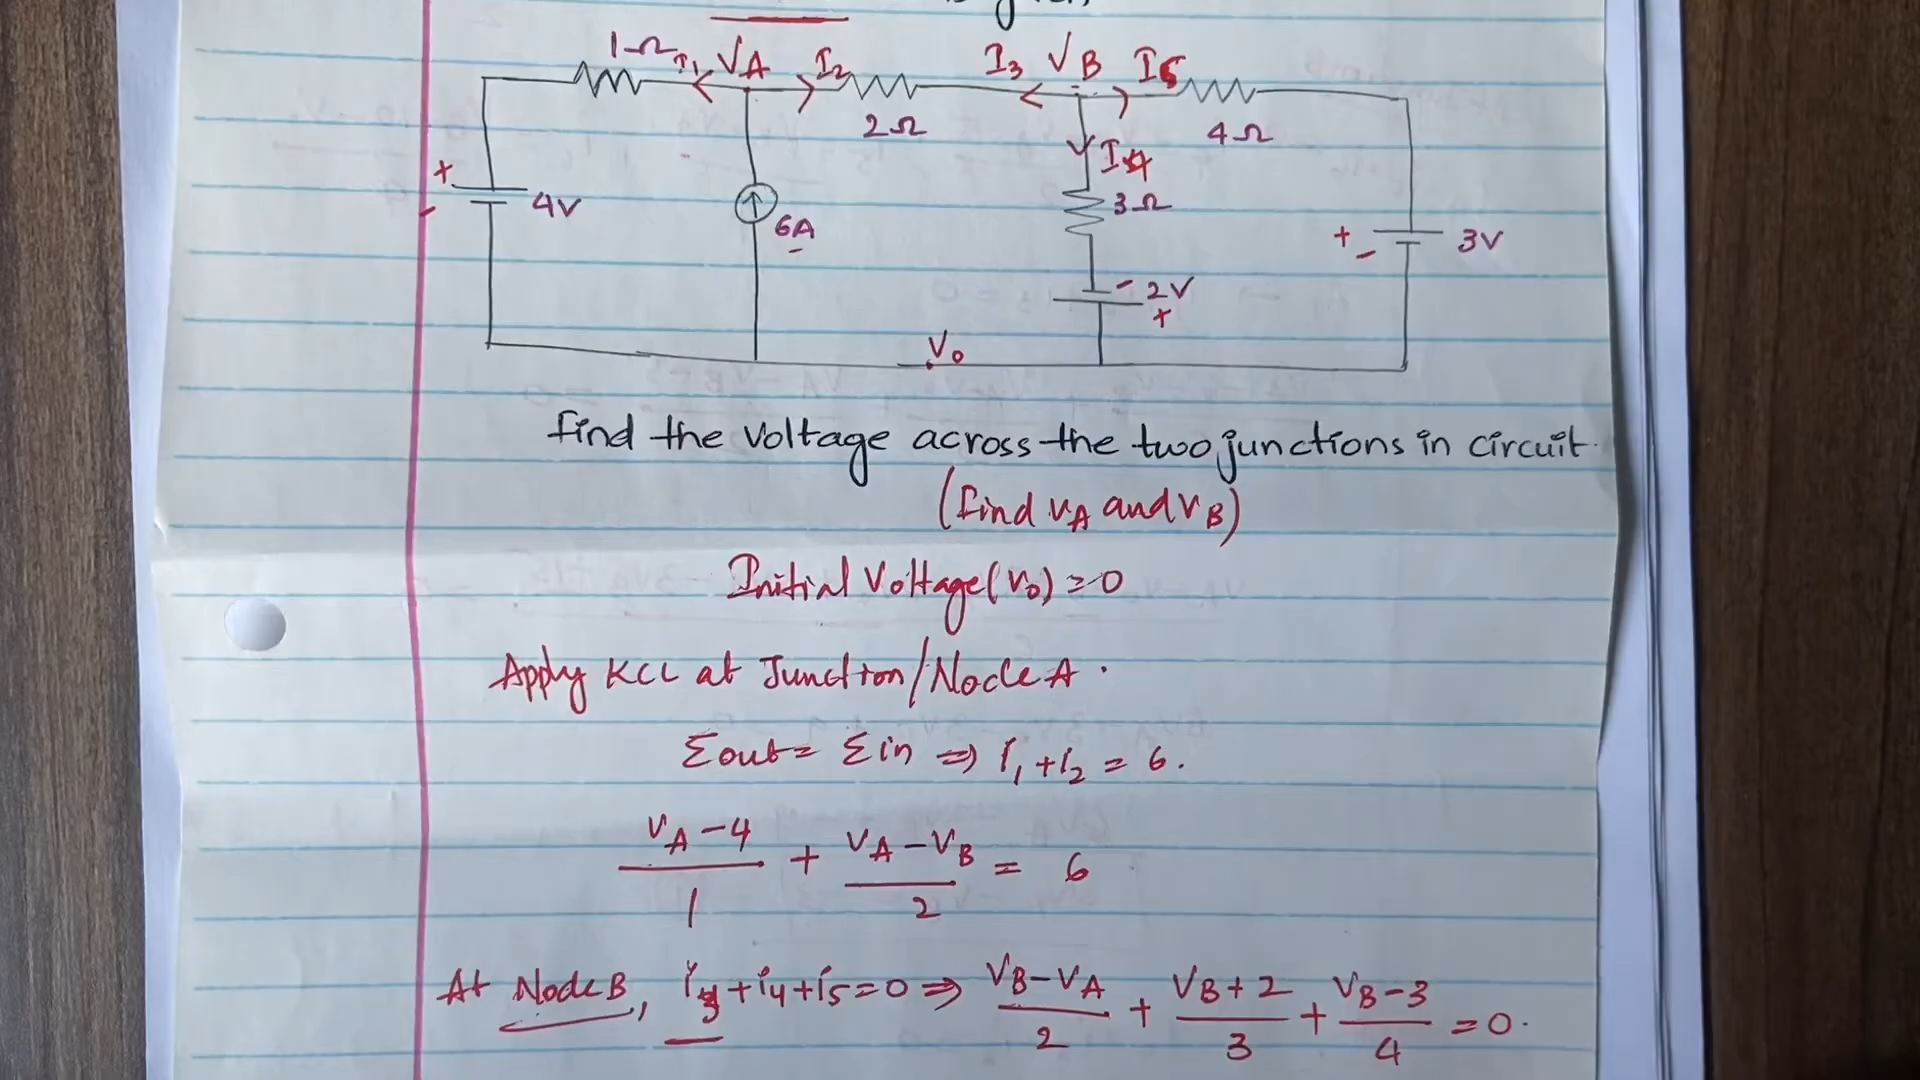 1Ω I1 VA I2 I3 VB I5
2Ω 4Ω
I4
+ 4V 3Ω
-
6A + 3V
-
- 2V
+
V0
find the voltage across the two junctions in circuit.
(find VA and VB)
Initial Voltage(V0) = 0
Apply KCL at Junction/Node A.
Σout = Σin ⇒ i1 + i2 = 6.
(VA - 4)/1 + (VA - VB)/2 = 6
At Node B, i3 + i4 + i5 = 0 ⇒ (VB - VA)/2 + (VB + 2)/3 + (VB - 3)/4 = 0.